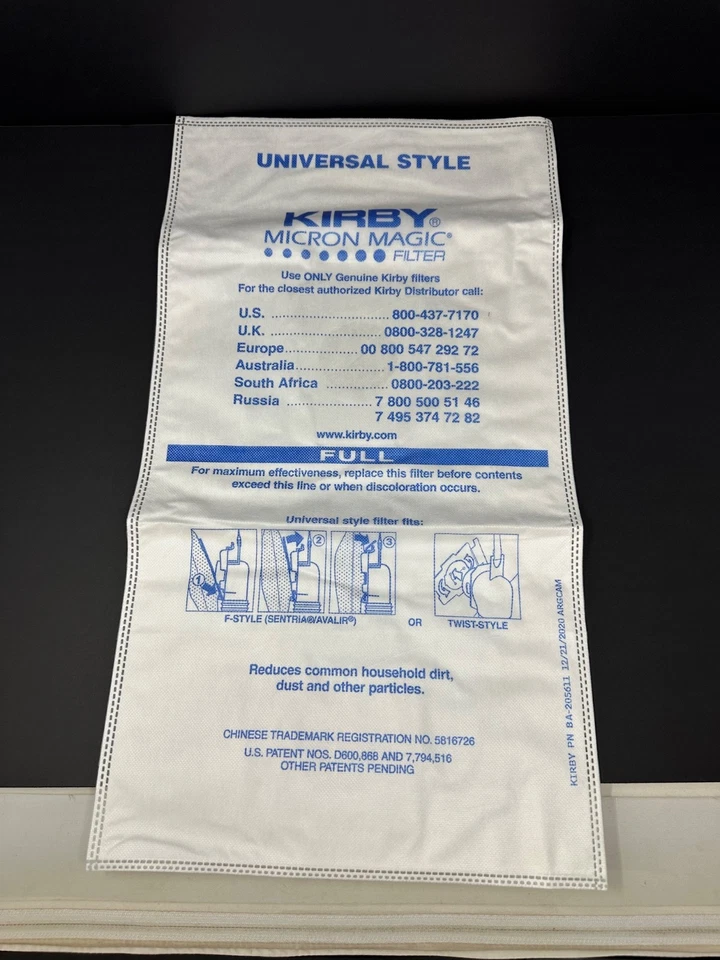 UNIVERSAL STYLE
KIRBY®
MICRON MAGIC®
FILTER
Use ONLY Genuine Kirby filters
For the closest authorized Kirby Distributor call:
U.S. ................................ 800-437-7170
U.K. ................................ 0800-328-1247
Europe.................... 00 800 547 292 72
Australia........................ 1-800-781-556
South Africa .................. 0800-203-222
Russia ....................... 7 800 500 51 46
7 495 374 72 82
www.kirby.com
FULL
For maximum effectiveness, replace this filter before contents
exceed this line or when discoloration occurs.
Universal style filter fits:
1 2 3
F-STYLE (SENTRIA®/AVALIR®) OR TWIST-STYLE
Reduces common household dirt,
dust and other particles.
CHINESE TRADEMARK REGISTRATION NO. 5816726
U.S. PATENT NOS. D600,868 AND 7,794,516
OTHER PATENTS PENDING
KIRBY PN BA-205611 12/21/2020 ARGCAM